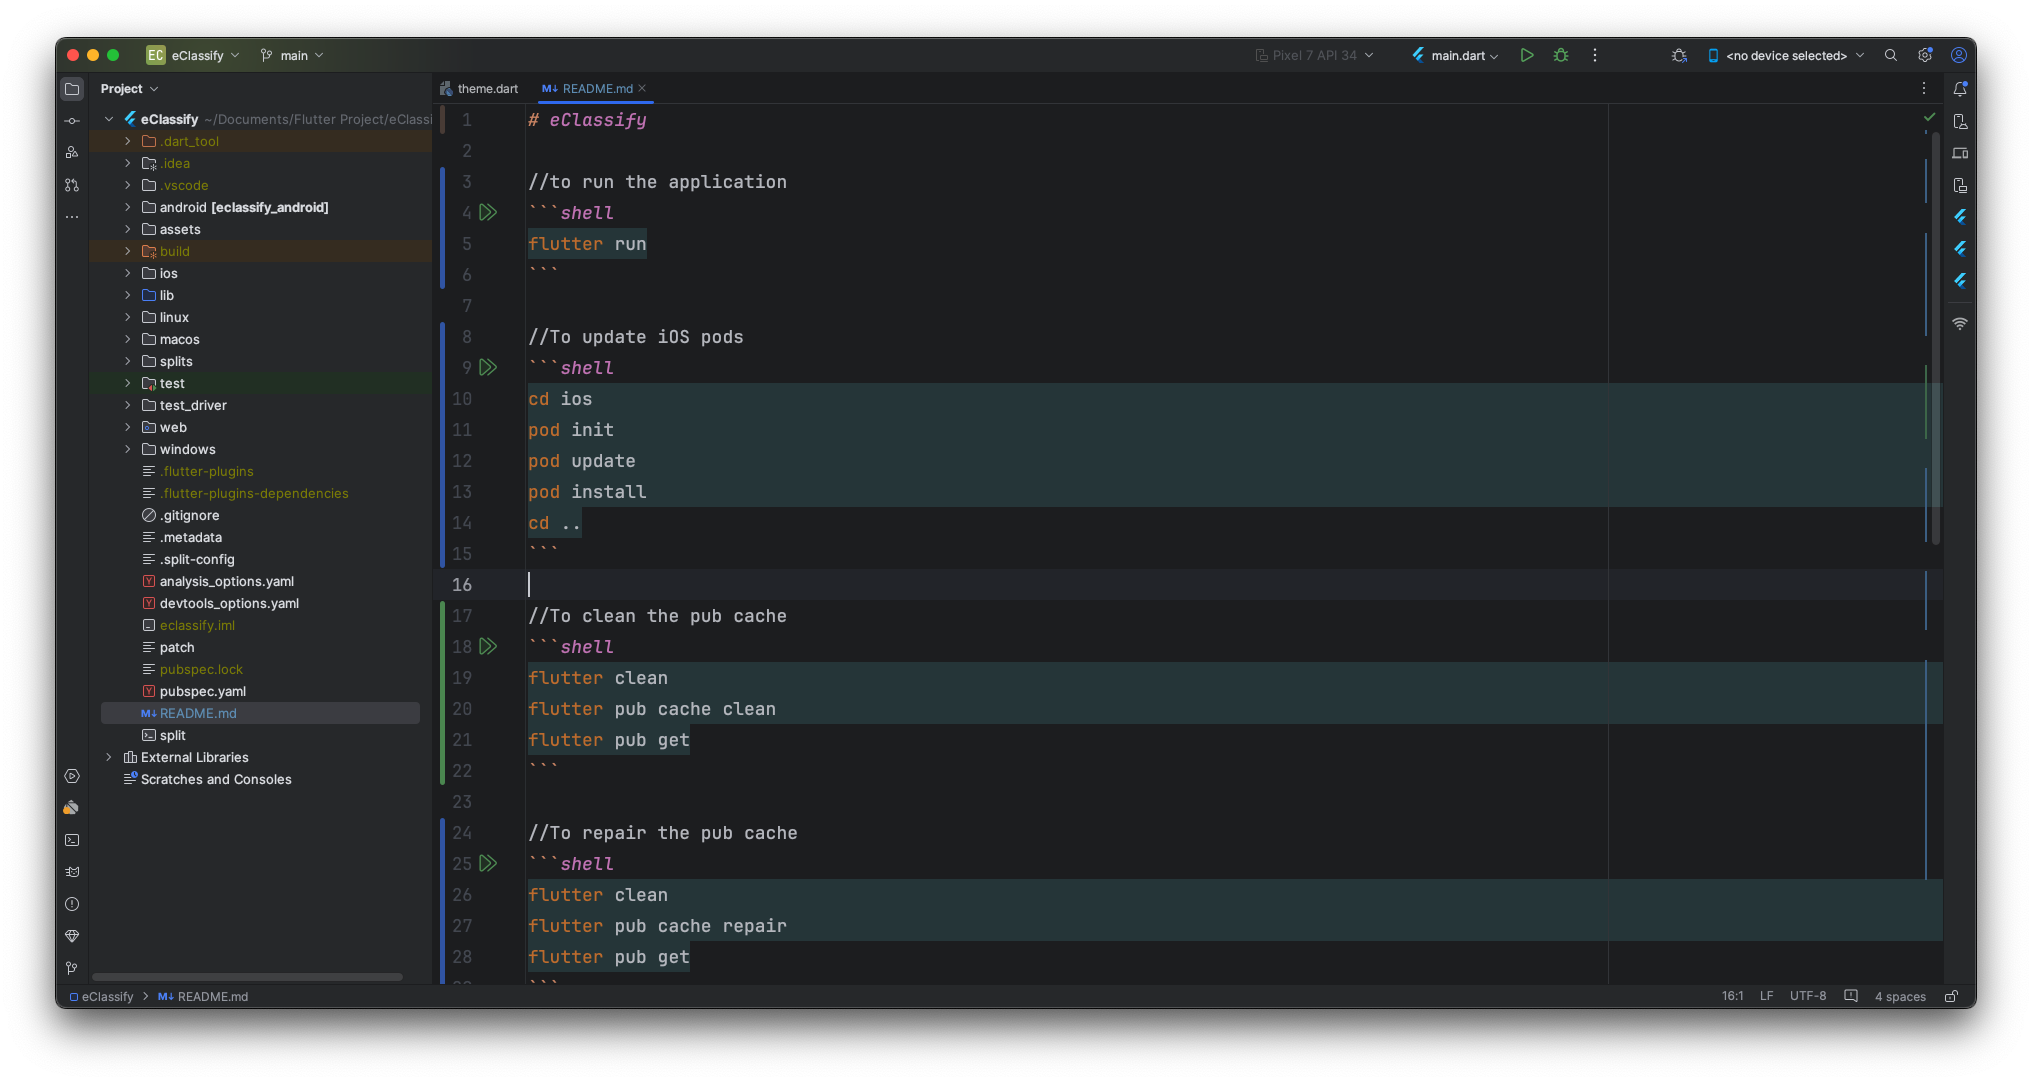 EC eClassify
main
Pixel 7 API 34
main.dart
<no device selected>
Project
eClassify ~/Documents/Flutter Project/eClassi
.dart_tool
.idea
.vscode
android [eclassify_android]
assets
build
ios
lib
linux
macos
splits
test
test_driver
web
windows
.flutter-plugins
.flutter-plugins-dependencies
.gitignore
.metadata
.split-config
Y analysis_options.yaml
Y devtools_options.yaml
eclassify.iml
patch
pubspec.lock
Y pubspec.yaml
M↓ README.md
split
External Libraries
Scratches and Consoles
theme.dart
M↓ README.md ×
1 # eClassify
2
3 //to run the application
4 ```shell
5 flutter run
6 ```
7
8 //To update iOS pods
9 ```shell
10 cd ios
11 pod init
12 pod update
13 pod install
14 cd ..
15 ```
16
17 //To clean the pub cache
18 ```shell
19 flutter clean
20 flutter pub cache clean
21 flutter pub get
22 ```
23
24 //To repair the pub cache
25 ```shell
26 flutter clean
27 flutter pub cache repair
28 flutter pub get
```
eClassify > M↓ README.md
16:1 LF UTF-8 4 spaces